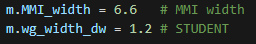 m.MMI_width = 6.6   # MMI width
m.wg_width_dw = 1.2 # STUDENT